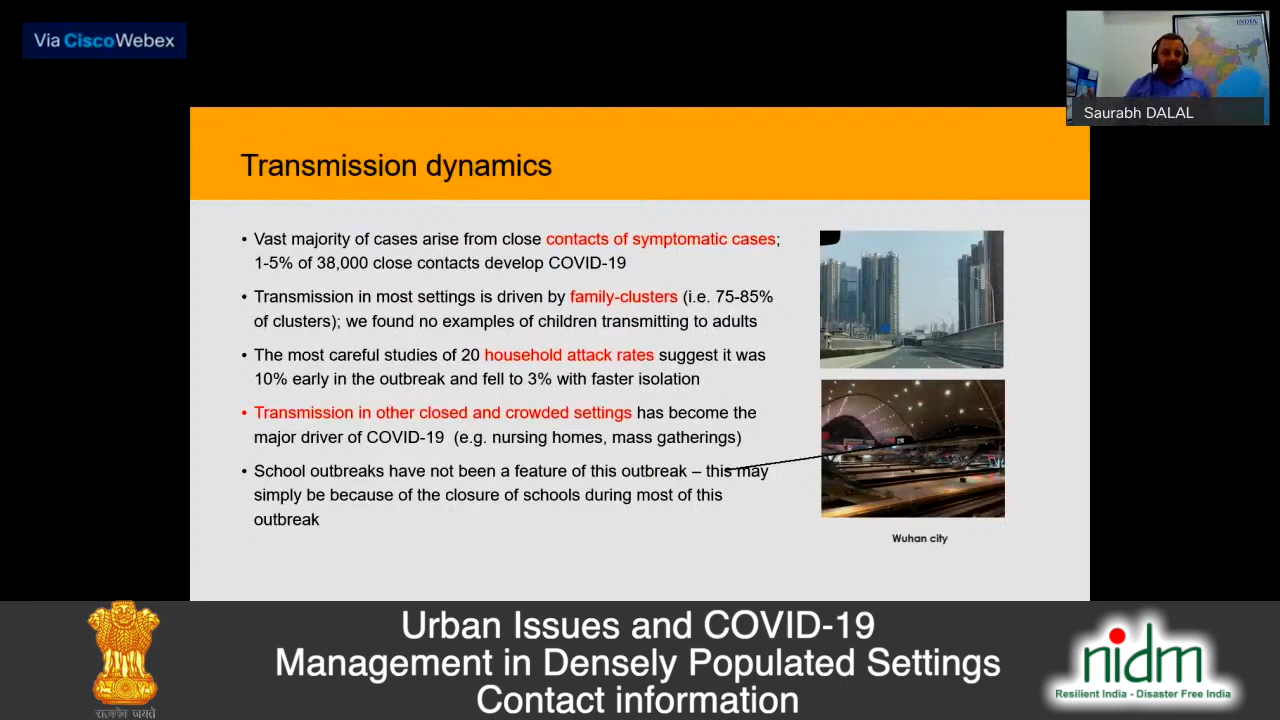 Via CiscoWebex
INDIA
Saurabh DALAL
Transmission dynamics
• Vast majority of cases arise from close contacts of symptomatic cases;
1-5% of 38,000 close contacts develop COVID-19
• Transmission in most settings is driven by family-clusters (i.e. 75-85%
of clusters); we found no examples of children transmitting to adults
• The most careful studies of 20 household attack rates suggest it was
10% early in the outbreak and fell to 3% with faster isolation
• Transmission in other closed and crowded settings has become the
major driver of COVID-19 (e.g. nursing homes, mass gatherings)
• School outbreaks have not been a feature of this outbreak – this may
simply be because of the closure of schools during most of this
outbreak
Wuhan city
Urban Issues and COVID-19
Management in Densely Populated Settings
Contact information
सत्यमेव जयते
nidm
Resilient India - Disaster Free India